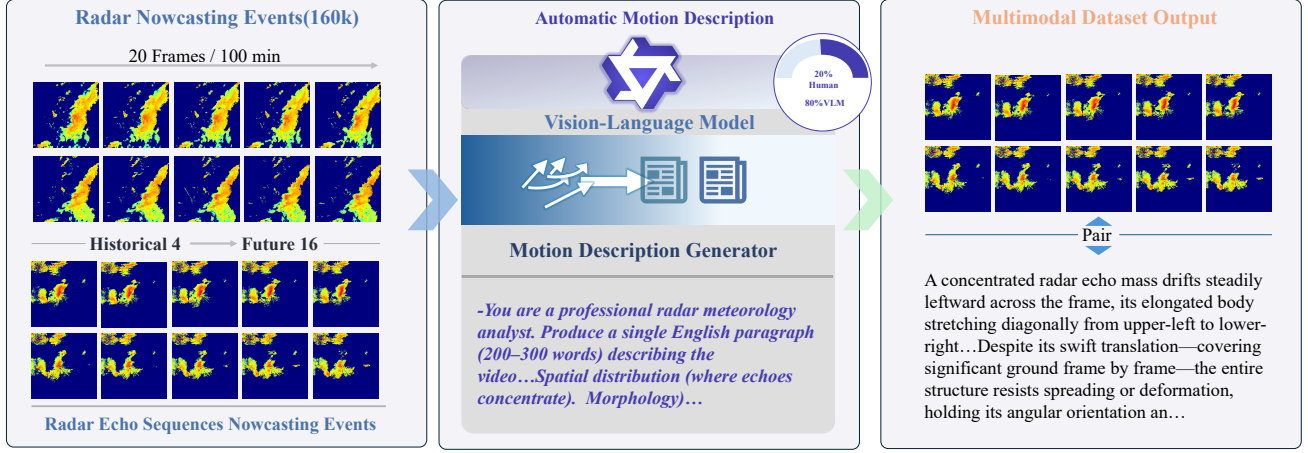 Radar Nowcasting Events(160k)
20 Frames / 100 min
Historical 4
Future 16
Radar Echo Sequences Nowcasting Events
Automatic Motion Description
20%
Human
80%VLM
Vision-Language Model
Motion Description Generator
-You are a professional radar meteorology
analyst. Produce a single English paragraph
(200–300 words) describing the
video…Spatial distribution (where echoes
concentrate).  Morphology)…
Multimodal Dataset Output
Pair
A concentrated radar echo mass drifts steadily
leftward across the frame, its elongated body
stretching diagonally from upper-left to lower-
right…Despite its swift translation—covering
significant ground frame by frame—the entire
structure resists spreading or deformation,
holding its angular orientation an…